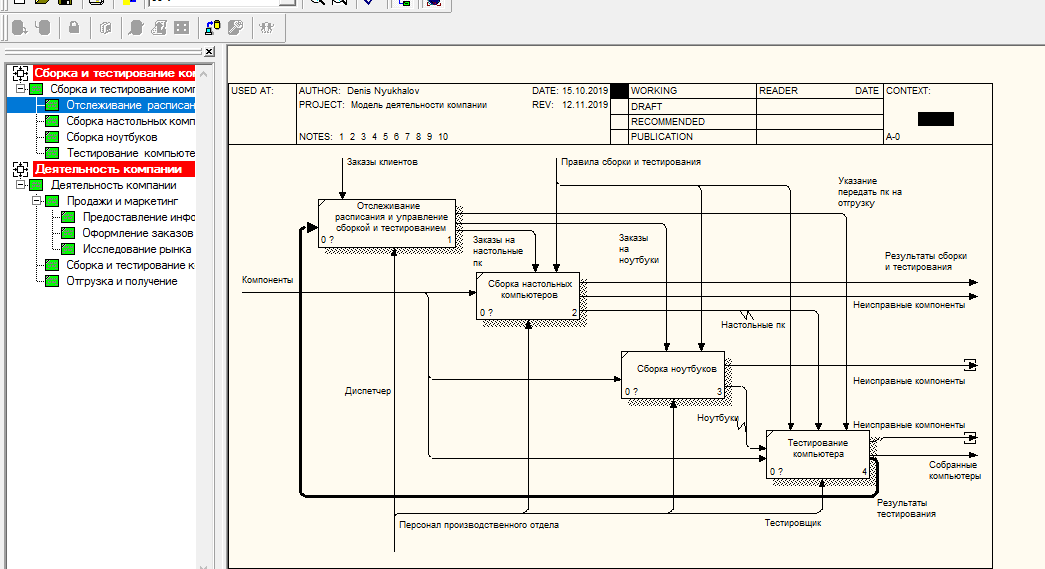 Сборка и тестирование ко
Сборка и тестирование комп
Отслеживание расписан
Сборка настольных комп
Сборка ноутбуков
Тестирование компьюте
Деятельность компании
Деятельность компании
Продажи и маркетинг
Предоставление инфо
Оформление заказов
Исследование рынка
Сборка и тестирование к
Отгрузка и получение
USED AT:
AUTHOR: Denis Nyukhalov
DATE: 15.10.2019
PROJECT: Модель деятельности компании
REV: 12.11.2019
NOTES: 1 2 3 4 5 6 7 8 9 10
WORKING
DRAFT
RECOMMENDED
PUBLICATION
READER
DATE
CONTEXT:
A-0
Заказы клиентов
Правила сборки и тестирования
Указание
передать пк на
отгрузку
Отслеживание
расписания и управление
сборкой и тестированием
0 ?
1
Заказы на
настольные
пк
Заказы
на
ноутбуки
Результаты сборки
и тестирования
Компоненты
Сборка настольных
компьютеров
0 ?
2
Неисправные компоненты
Настольные пк
Сборка ноутбуков
0 ?
3
Неисправные компоненты
Диспетчер
Ноутбуки
Неисправные компоненты
Тестирование
компьютера
0 ?
4
Собранные
компьютеры
Результаты
тестирования
Персонал производственного отдела
Тестировщик